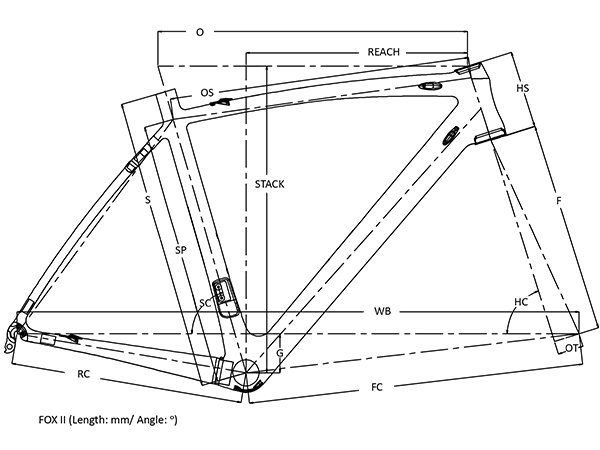 O
REACH
OS
HS
STACK
S
F
SP
SC
HC
WB
G
OT
RC
FC
FOX II (Length: mm/ Angle: °)